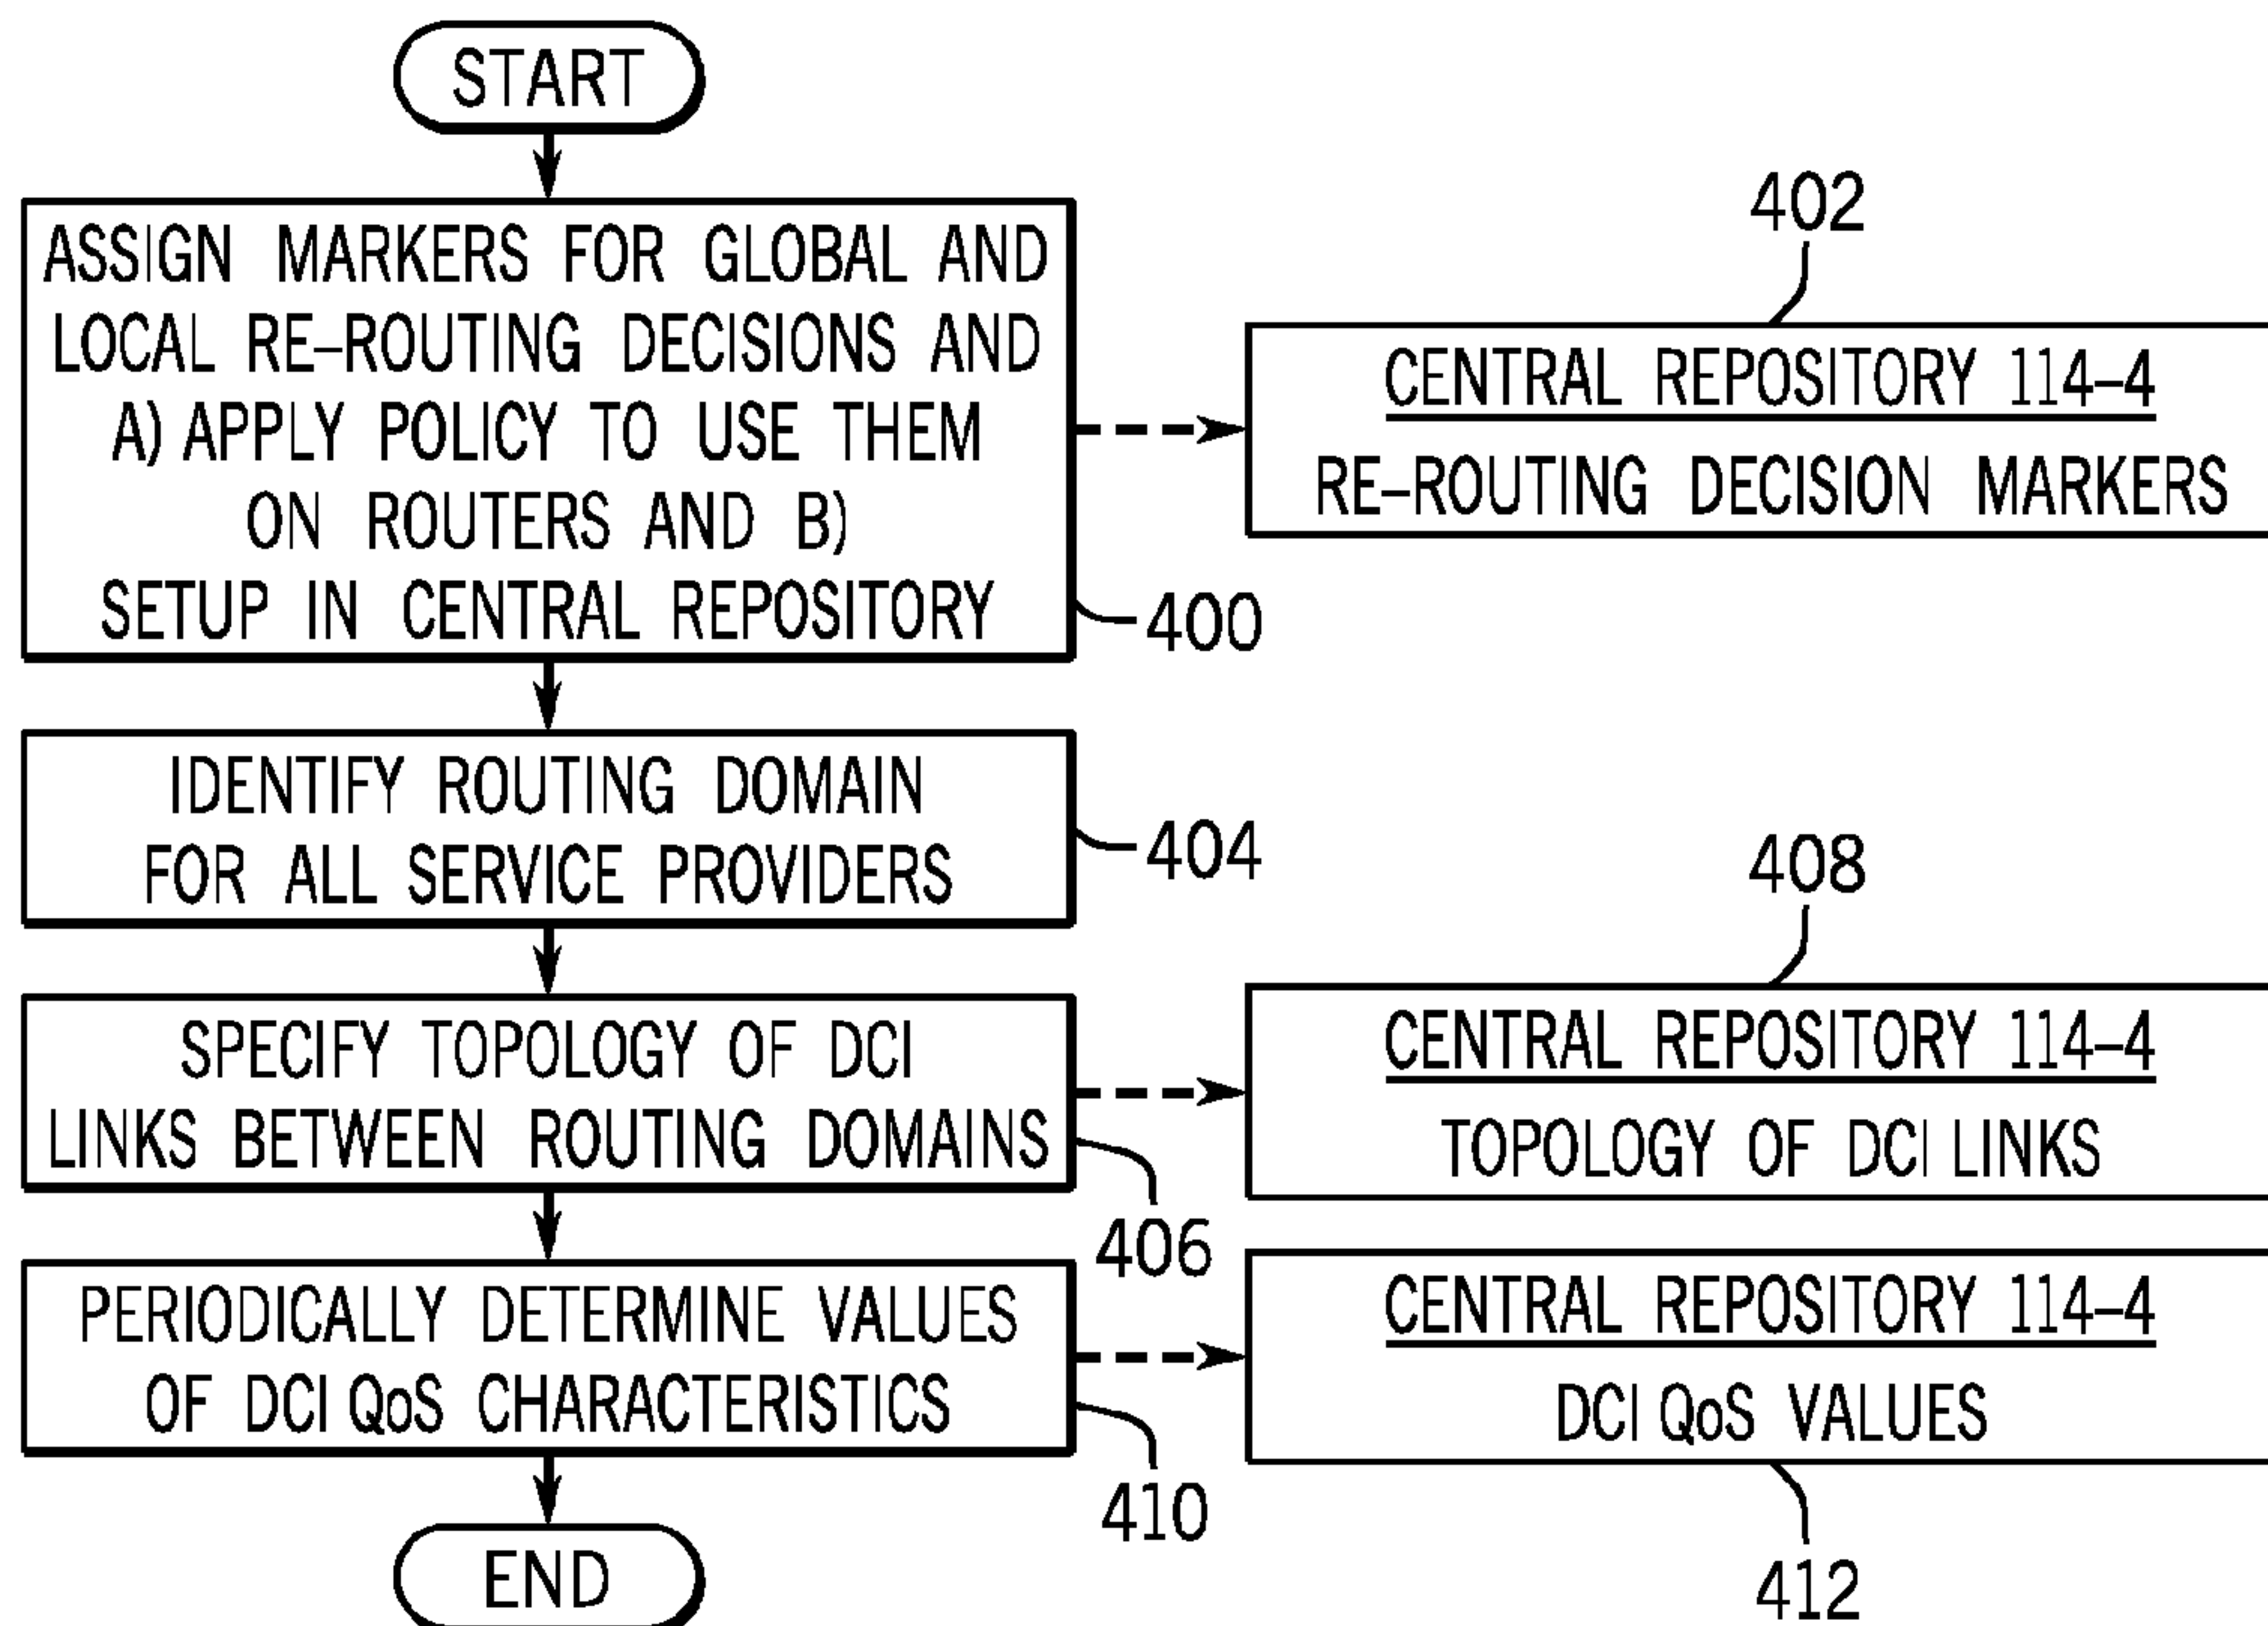 START
ASSIGN MARKERS FOR GLOBAL AND
LOCAL RE–ROUTING DECISIONS AND
A) APPLY POLICY TO USE THEM
ON ROUTERS AND B)
SETUP IN CENTRAL REPOSITORY
400
402
CENTRAL REPOSITORY 114–4
RE–ROUTING DECISION MARKERS
IDENTIFY ROUTING DOMAIN
FOR ALL SERVICE PROVIDERS
404
SPECIFY TOPOLOGY OF DCI
LINKS BETWEEN ROUTING DOMAINS
406
408
CENTRAL REPOSITORY 114–4
TOPOLOGY OF DCI LINKS
PERIODICALLY DETERMINE VALUES
OF DCI QoS CHARACTERISTICS
410
CENTRAL REPOSITORY 114–4
DCI QoS VALUES
412
END